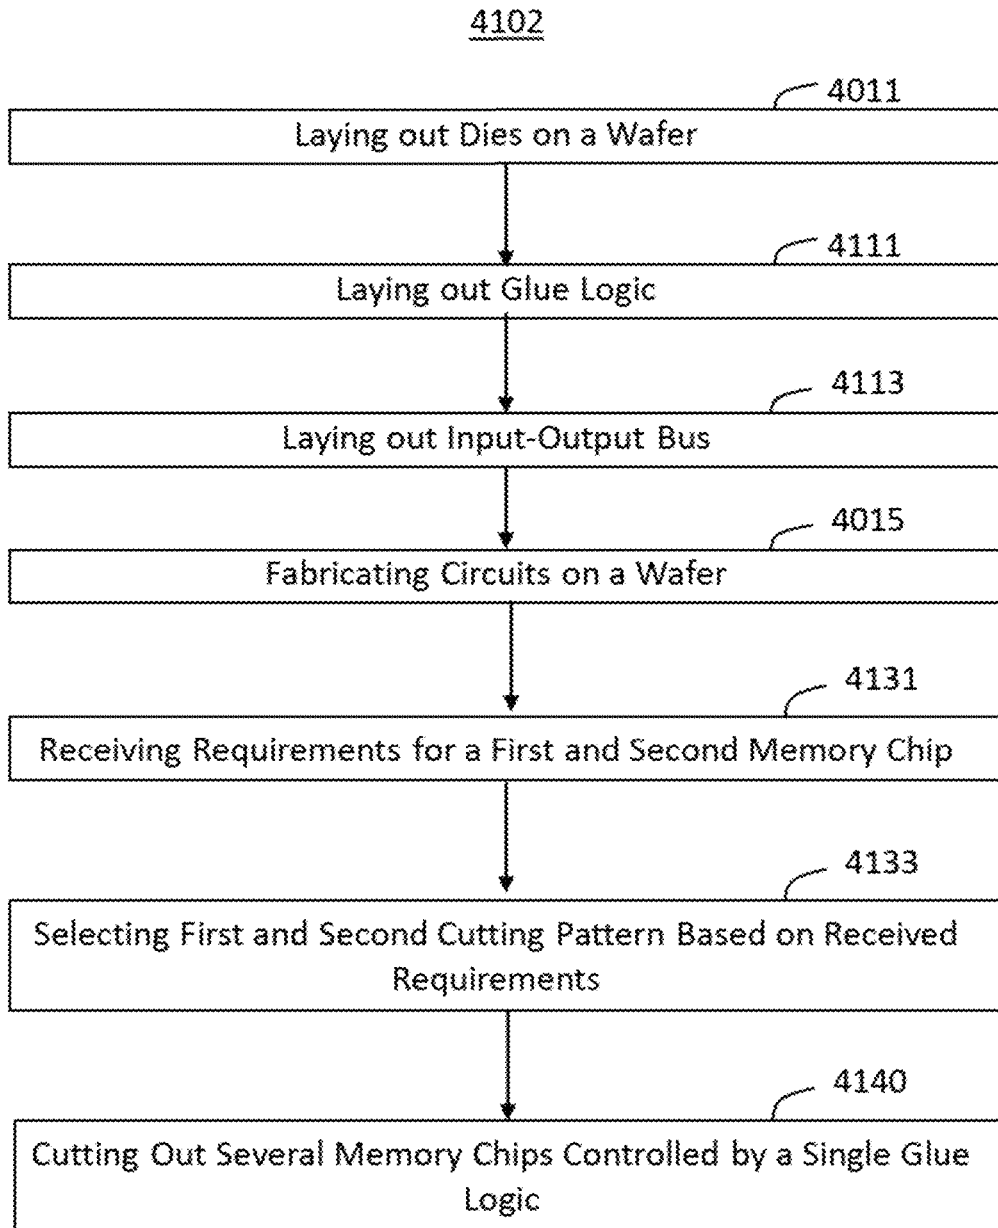 4102
4011
Laying out Dies on a Wafer
4111
Laying out Glue Logic
4113
Laying out Input-Output Bus
4015
Fabricating Circuits on a Wafer
4131
Receiving Requirements for a First and Second Memory Chip
4133
Selecting First and Second Cutting Pattern Based on Received
Requirements
4140
Cutting Out Several Memory Chips Controlled by a Single Glue
Logic